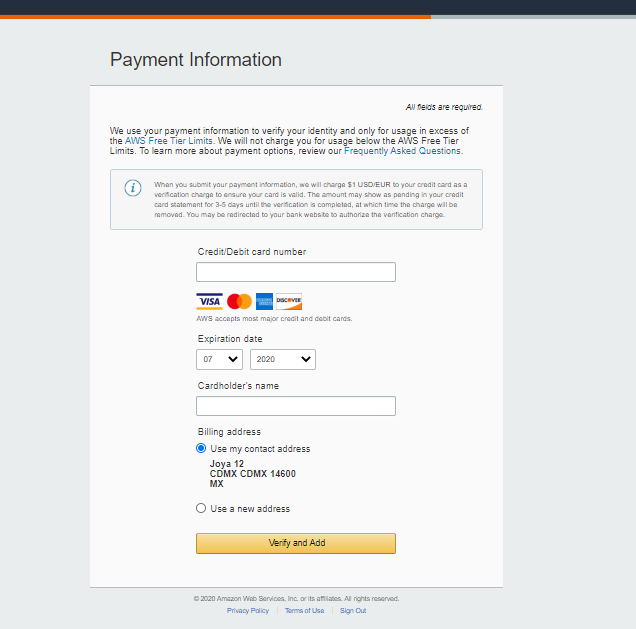 Payment Information
All fields are required.
We use your payment information to verify your identity and only for usage in excess of
the AWS Free Tier Limits. We will not charge you for usage below the AWS Free Tier
Limits. To learn more about payment options, review our Frequently Asked Questions.
When you submit your payment information, we will charge $1 USD/EUR to your credit card as a
verification charge to ensure your card is valid. The amount may show as pending in your credit
card statement for 3-5 days until the verification is completed, at which time the charge will be
removed. You may be redirected to your bank website to authorize the verification charge.
Credit/Debit card number
VISA DISCOVER
AWS accepts most major credit and debit cards.
Expiration date
07 2020
Cardholder's name
Billing address
Use my contact address
Joya 12
CDMX CDMX 14600
MX
Use a new address
Verify and Add
© 2020 Amazon Web Services, Inc. or its affiliates. All rights reserved.
Privacy Policy | Terms of Use | Sign Out